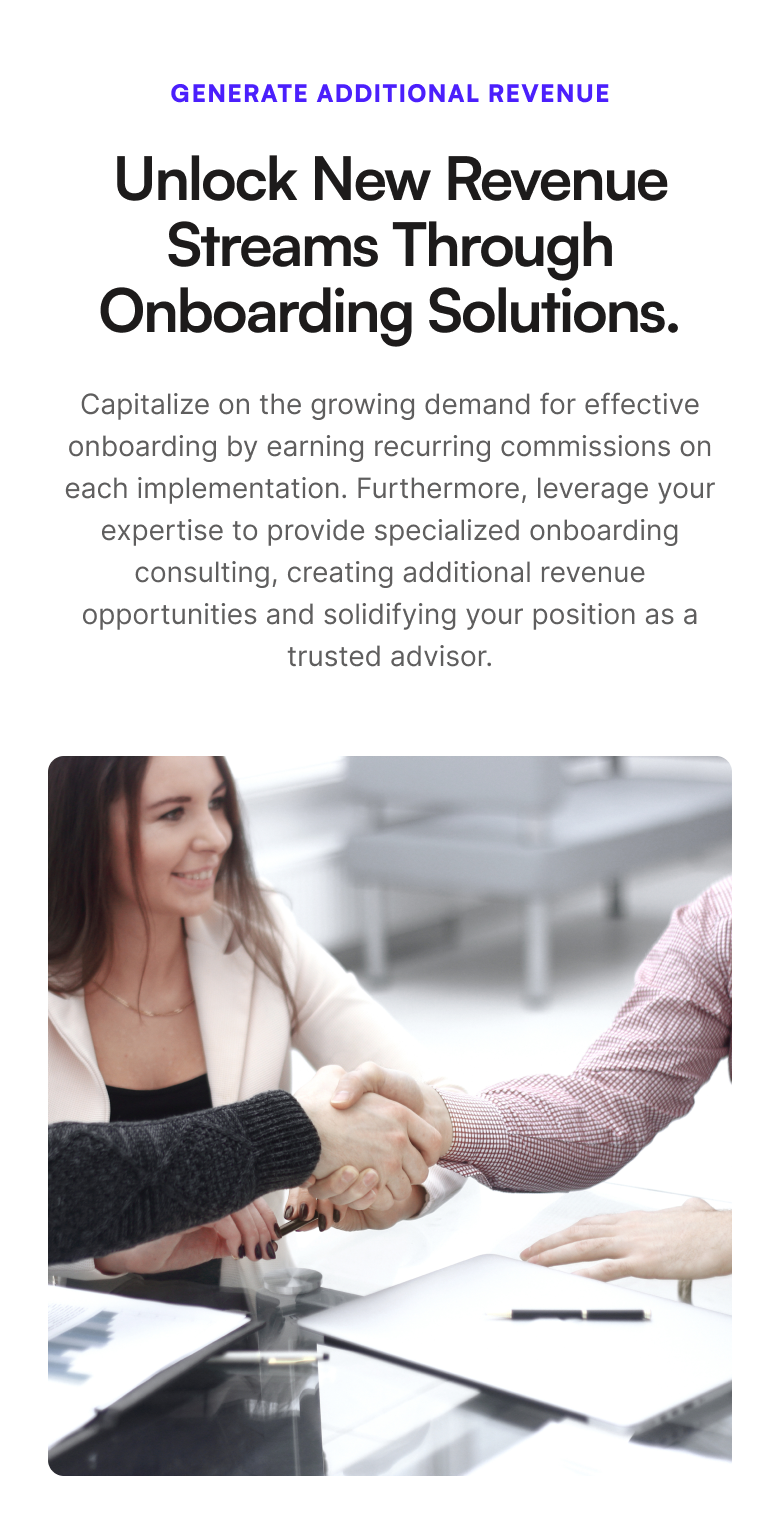 GENERATE ADDITIONAL REVENUE
Unlock New Revenue
Streams Through
Onboarding Solutions.
Capitalize on the growing demand for effective
onboarding by earning recurring commissions on
each implementation. Furthermore, leverage your
expertise to provide specialized onboarding
consulting, creating additional revenue
opportunities and solidifying your position as a
trusted advisor.